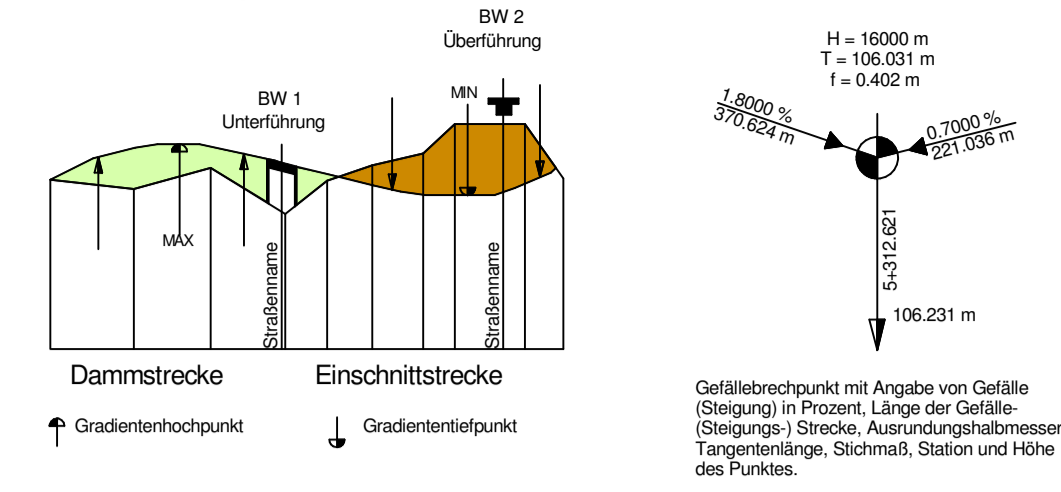 BW 2
Überführung
BW 1
Unterführung
MIN
MAX
Straßenname
Straßenname
Dammstrecke
Einschnittstrecke
Gradientenhochpunkt
Gradiententiefpunkt
H = 16000 m
T = 106.031 m
f = 0.402 m
1.8000 %
370.624 m
0.7000 %
221.036 m
5+312.621
106.231 m
Gefällebrechpunkt mit Angabe von Gefälle
(Steigung) in Prozent, Länge der Gefälle-
(Steigungs-) Strecke, Ausrundungshalbmesser
Tangentenlänge, Stichmaß, Station und Höhe
des Punktes.